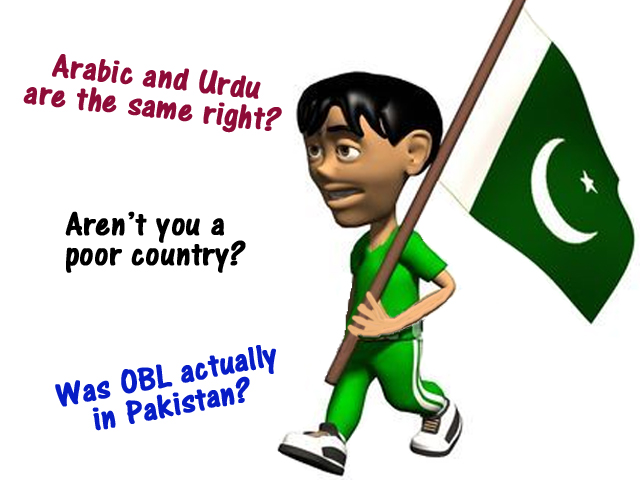 Arabic and Urdu
are the same right?
Aren't you a
poor country?
Was OBL actually
in Pakistan?